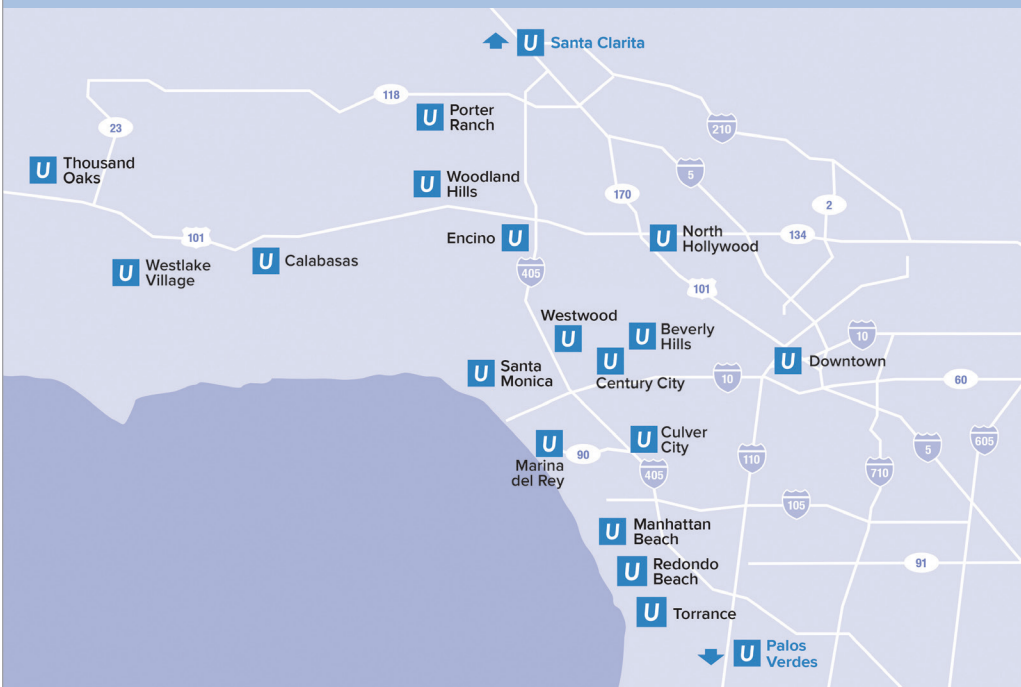 U Santa Clarita
118
U Porter
Ranch
23
210
U Thousand
Oaks
5
U Woodland
Hills
170
2
101
Encino U
U North
Hollywood
134
U Westlake
Village
U Calabasas
405
101
Westwood
U
U Beverly
Hills
10
U
Century City
U Downtown
U Santa
Monica
10
60
U Culver
City
U
Marina
del Rey
90
405
110
710
5
605
105
U Manhattan
Beach
U Redondo
Beach
91
U Torrance
U Palos
Verdes